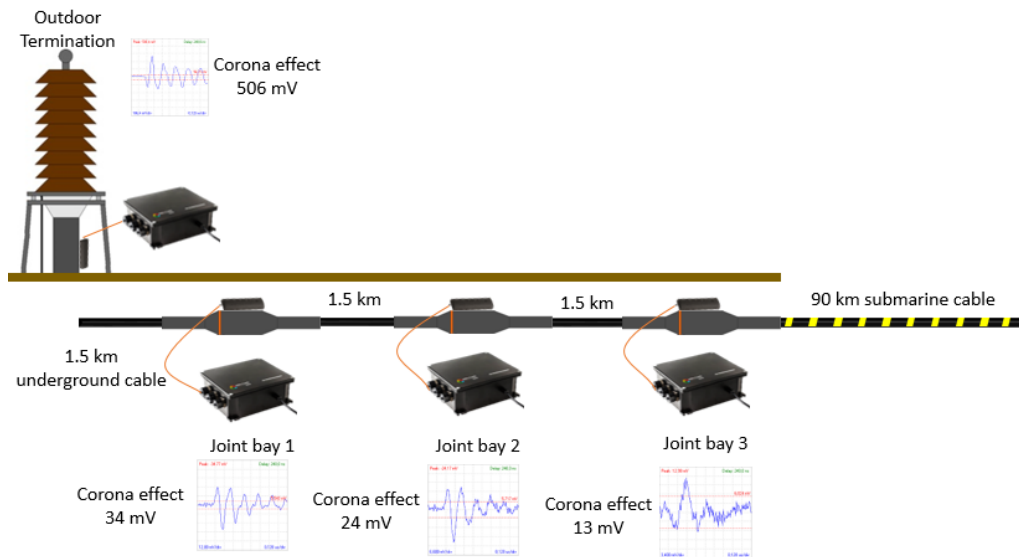 Outdoor
Termination
Corona effect
506 mV
1.5 km
1.5 km
90 km submarine cable
1.5 km
underground cable
Joint bay 1
Joint bay 2
Joint bay 3
Corona effect
34 mV
Corona effect
24 mV
Corona effect
13 mV